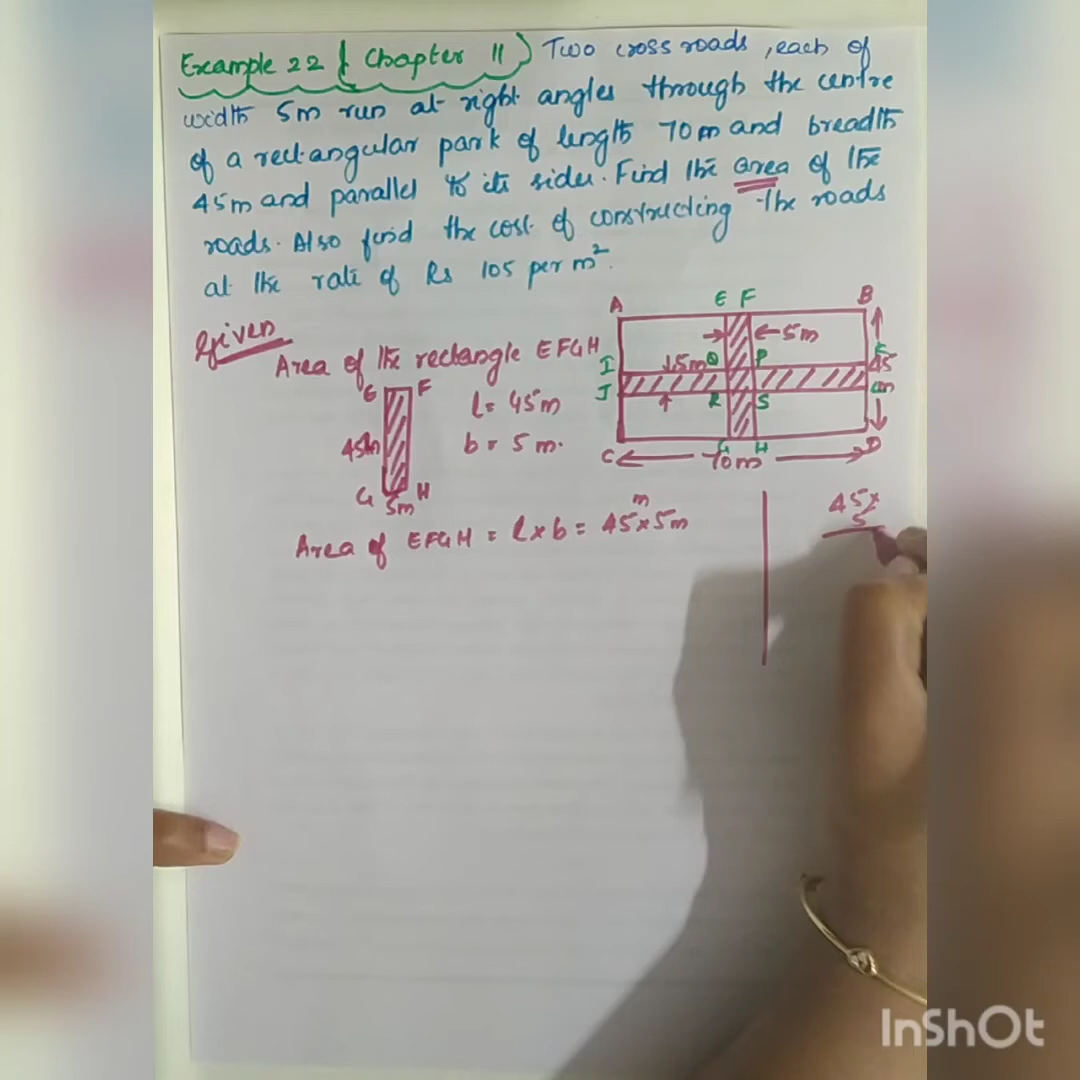 Example 22 { Chapter 11 } Two cross roads, each of
width 5m run at right angles through the centre
of a rectangular park of length 70m and breadth
45m and parallel to its sides. Find the area of the
roads. Also find the cost of constructing the roads
at the rate of Rs 105 per m².
Given
Area of the rectangle EFGH
E F
45m
G H
5m
l = 45m
b = 5m.
A E F B
5m
I 5m Q P K
45
J R S m
C G H D
70m
Area of EFGH = l x b = 45m x 5m
45x
5
InShOt